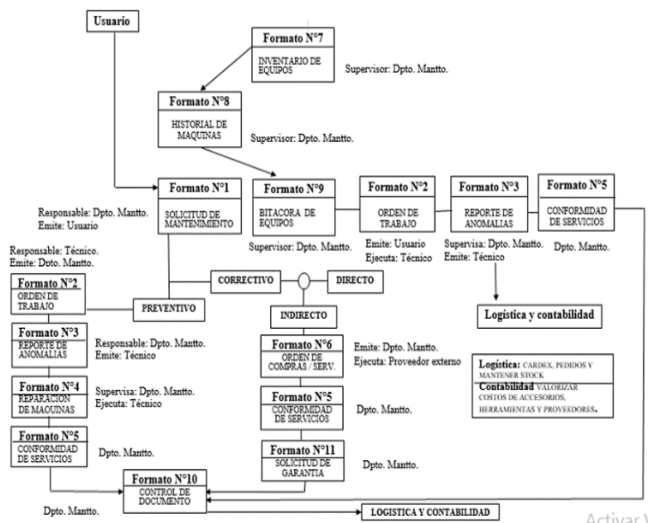 Usuario
Formato N°7
INVENTARIO DE
EQUIPOS
Supervisor: Dpto. Mantto.
Formato N°8
HISTORIAL DE
MAQUINAS
Supervisor: Dpto. Mantto.
Formato N°1
SOLICITUD DE
MANTENIMIENTO
Responsable: Dpto. Mantto.
Emite: Usuario
Formato N°9
BITACORA DE
EQUIPOS
Supervisor: Dpto. Mantto.
Formato N°2
ORDEN DE
TRABAJO
Emite: Usuario
Ejecuta: Técnico
Formato N°3
REPORTE DE
ANOMALIAS
Supervisa: Dpto. Mantto.
Emite: Técnico
Formato N°5
CONFORMIDAD
DE SERVICIOS
Dpto. Mantto.
Responsable: Técnico.
Emite: Doto. Mantto.
Formato N°2
ORDEN DE
TRABAJO
PREVENTIVO
CORRECTIVO
DIRECTO
INDIRECTO
Logística y contabilidad
Formato N°3
REPORTE DE
ANOMALIAS
Responsable: Dpto. Mantto.
Emite: Técnico
Formato N°6
ORDEN DE
COMPRAS / SERV.
Emite: Dpto. Mantto.
Ejecuta: Proveedor externo
Logística: CARDEX, PEDIDOS Y
MANTENER STOCK
Contabilidad VALORIZAR
COSTOS DE ACCESORIOS,
HERRAMIENTAS Y PROVEEDORES.
Formato N°4
REPARACION
DE MAQUINAS
Supervisa: Dpto. Mantto.
Ejecuta: Técnico
Formato N°5
CONFORMIDAD
DE SERVICIOS
Dpto. Mantto.
Formato N°5
CONFORMIDAD
DE SERVICIOS
Dpto. Mantto.
Formato N°11
SOLICITUD DE
GARANTIA
Dpto. Mantto.
Formato N°10
CONTROL DE
DOCUMENTO
Dpto. Mantto.
LOGISTICA Y CONTABILIDAD